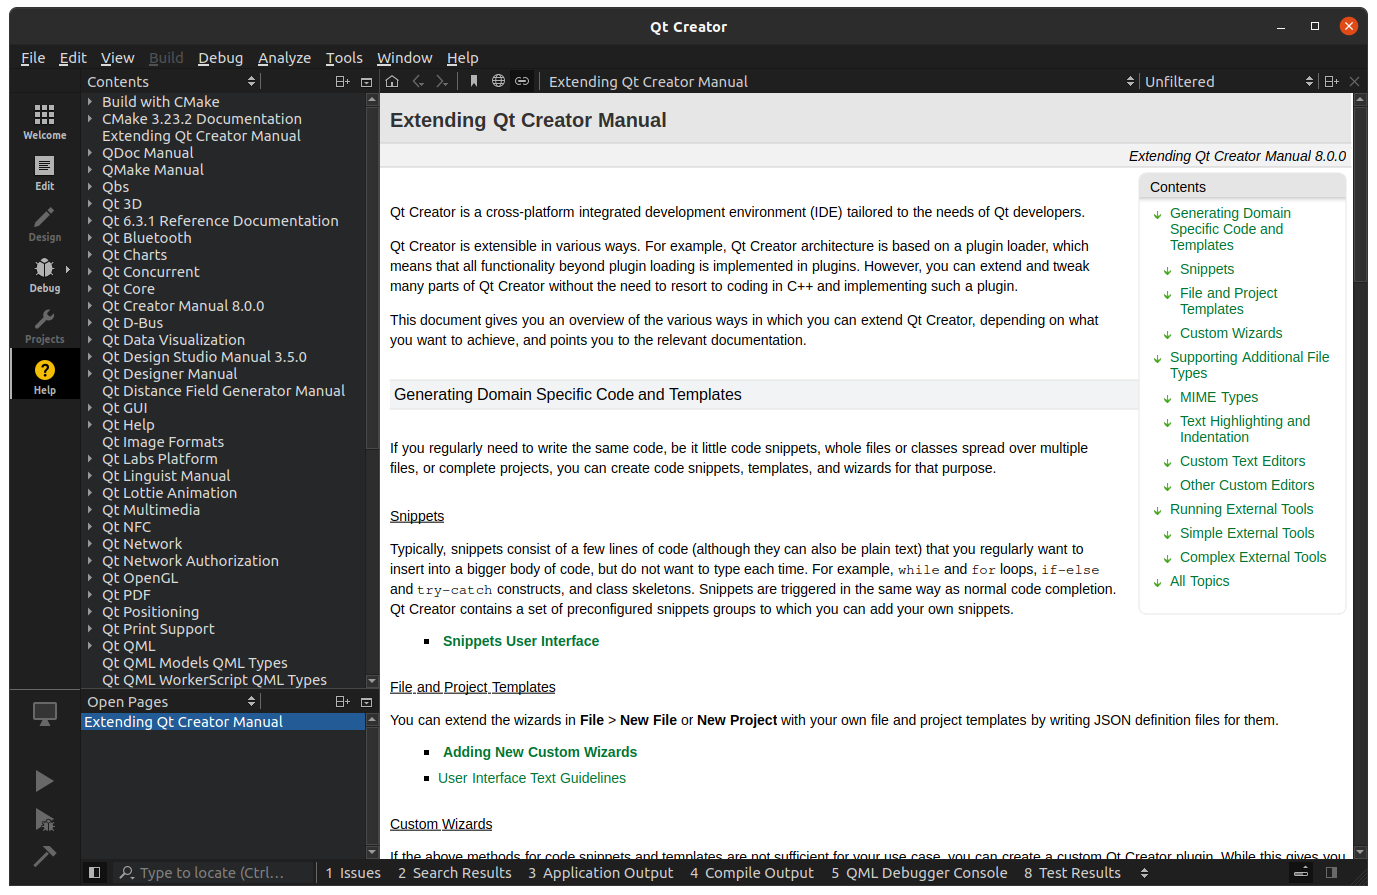 Qt Creator
File Edit View Build Debug Analyze Tools Window Help
Contents
Extending Qt Creator Manual
Unfiltered
Welcome
Edit
Design
Debug
Projects
Help
Build with CMake
CMake 3.23.2 Documentation
Extending Qt Creator Manual
QDoc Manual
QMake Manual
Qbs
Qt 3D
Qt 6.3.1 Reference Documentation
Qt Bluetooth
Qt Charts
Qt Concurrent
Qt Core
Qt Creator Manual 8.0.0
Qt D-Bus
Qt Data Visualization
Qt Design Studio Manual 3.5.0
Qt Designer Manual
Qt Distance Field Generator Manual
Qt GUI
Qt Help
Qt Image Formats
Qt Labs Platform
Qt Linguist Manual
Qt Lottie Animation
Qt Multimedia
Qt NFC
Qt Network
Qt Network Authorization
Qt OpenGL
Qt PDF
Qt Positioning
Qt Print Support
Qt QML
Qt QML Models QML Types
Qt QML WorkerScript QML Types
Open Pages
Extending Qt Creator Manual
Extending Qt Creator Manual
Extending Qt Creator Manual 8.0.0
Qt Creator is a cross-platform integrated development environment (IDE) tailored to the needs of Qt developers.
Qt Creator is extensible in various ways. For example, Qt Creator architecture is based on a plugin loader, which
means that all functionality beyond plugin loading is implemented in plugins. However, you can extend and tweak
many parts of Qt Creator without the need to resort to coding in C++ and implementing such a plugin.
This document gives you an overview of the various ways in which you can extend Qt Creator, depending on what
you want to achieve, and points you to the relevant documentation.
Generating Domain Specific Code and Templates
If you regularly need to write the same code, be it little code snippets, whole files or classes spread over multiple
files, or complete projects, you can create code snippets, templates, and wizards for that purpose.
Snippets
Typically, snippets consist of a few lines of code (although they can also be plain text) that you regularly want to
insert into a bigger body of code, but do not want to type each time. For example, while and for loops, if-else
and try-catch constructs, and class skeletons. Snippets are triggered in the same way as normal code completion.
Qt Creator contains a set of preconfigured snippets groups to which you can add your own snippets.
Snippets User Interface
File and Project Templates
You can extend the wizards in File > New File or New Project with your own file and project templates by writing JSON definition files for them.
Adding New Custom Wizards
User Interface Text Guidelines
Custom Wizards
If the above methods for code snippets and templates are not sufficient for your use case, you can create a custom Qt Creator plugin. While this gives you
Contents
Generating Domain
Specific Code and
Templates
Snippets
File and Project
Templates
Custom Wizards
Supporting Additional File
Types
MIME Types
Text Highlighting and
Indentation
Custom Text Editors
Other Custom Editors
Running External Tools
Simple External Tools
Complex External Tools
All Topics
Type to locate (Ctrl...
1 Issues 2 Search Results 3 Application Output 4 Compile Output 5 QML Debugger Console 8 Test Results